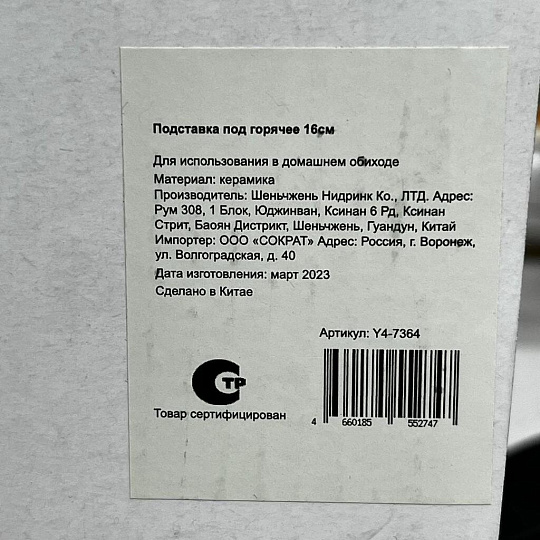 Подставка под горячее 16см
Для использования в домашнем обиходе
Материал: керамика
Производитель: Шеньчжень Нидринк Ко., ЛТД. Адрес:
Рум 308, 1 Блок, Юджинван, Ксинан 6 Рд, Ксинан
Стрит, Баоян Дистрикт, Шеньчжень, Гуандун, Китай
Импортер: ООО «СОКРАТ» Адрес: Россия, г. Воронеж,
ул. Волгоградская, д. 40
Дата изготовления: март 2023
Сделано в Китае
Артикул: Y4-7364
СТР
Товар сертифицирован
4 660185 552747